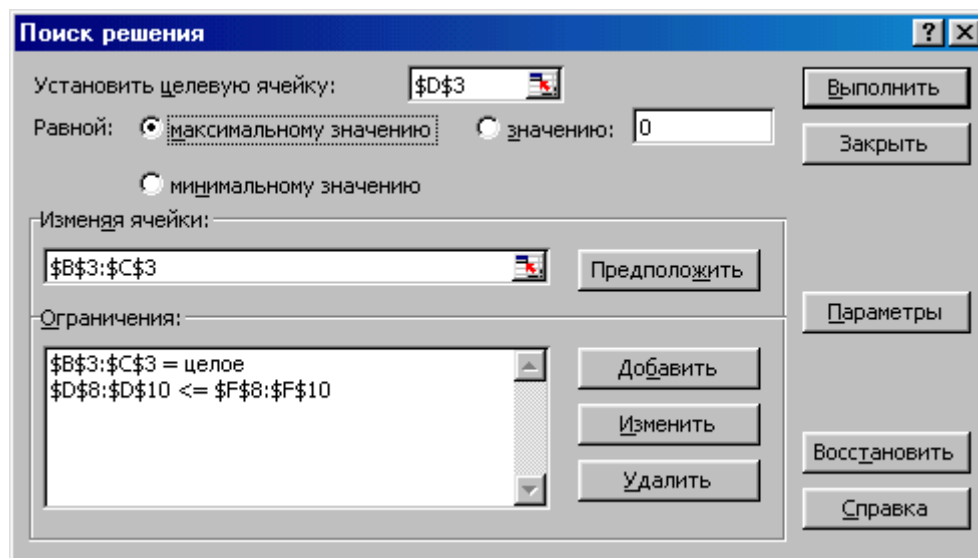 Поиск решения
Установить целевую ячейку: $D$3
Выполнить
Равной: максимальному значению значению: 0
Закрыть
минимальному значению
Изменяя ячейки:
$B$3:$C$3
Предположить
Ограничения:
Параметры
$B$3:$C$3 = целое
$D$8:$D$10 <= $F$8:$F$10
Добавить
Изменить
Восстановить
Удалить
Справка